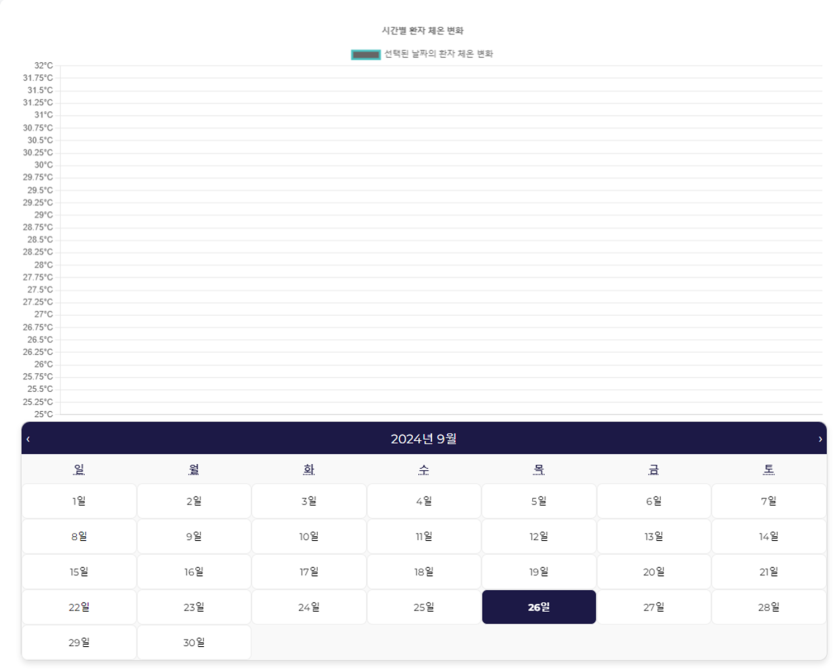 시간별 환자 체온 변화
선택된 날짜의 환자 체온 변화
32°C
31.75°C
31.5°C
31.25°C
31°C
30.75°C
30.5°C
30.25°C
30°C
29.75°C
29.5°C
29.25°C
29°C
28.75°C
28.5°C
28.25°C
28°C
27.75°C
27.5°C
27.25°C
27°C
26.75°C
26.5°C
26.25°C
26°C
25.75°C
25.5°C
25.25°C
25°C
‹ 2024년 9월 ›
일 월 화 수 목 금 토
1일 2일 3일 4일 5일 6일 7일
8일 9일 10일 11일 12일 13일 14일
15일 16일 17일 18일 19일 20일 21일
22일 23일 24일 25일 26일 27일 28일
29일 30일